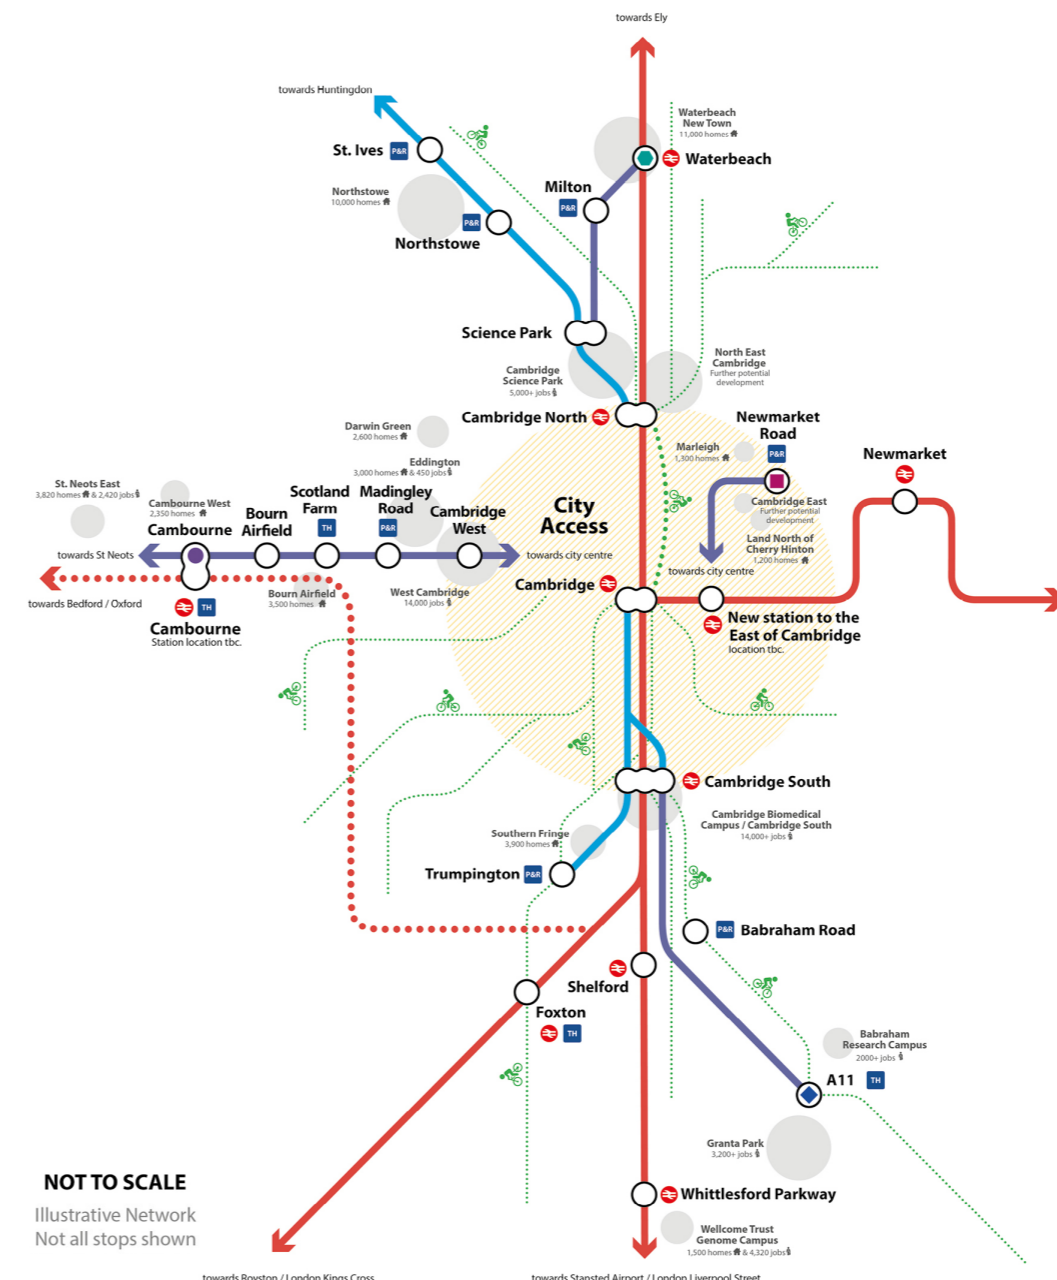 towards Ely
towards Huntingdon
Waterbeach
New Town
11,000 homes
St. Ives
P&R
Waterbeach
Milton
P&R
Northstowe
10,000 homes
P&R
Northstowe
Science Park
North East
Cambridge
Further potential
development
Cambridge
Science Park
5,000+ jobs
Cambridge North
Newmarket
Road
P&R
Darwin Green
2,600 homes
Marleigh
1,300 homes
Newmarket
Eddington
3,000 homes & 450 jobs
St. Neots East
3,820 homes & 2,420 jobs
Cambourne West
2,350 homes
Scotland
Farm
TH
Madingley
Road
P&R
City
Access
Cambridge East
Further potential
development
Cambourne
Bourn
Airfield
Cambridge
West
Land North of
Cherry Hinton
1,200 homes
towards St Neots
towards city centre
towards city centre
Cambridge
towards Bedford / Oxford
Bourn Airfield
3,500 homes
West Cambridge
14,000 jobs
TH
Cambourne
Station location tbc.
New station to the
East of Cambridge
location tbc.
Cambridge South
Cambridge Biomedical
Campus / Cambridge South
14,000+ jobs
Southern Fringe
3,900 homes
Trumpington
P&R
P&R
Babraham Road
Shelford
Foxton
TH
Babraham
Research Campus
2000+ jobs
A11
TH
Granta Park
3,200+ jobs
NOT TO SCALE
Illustrative Network
Not all stops shown
Whittlesford Parkway
Wellcome Trust
Genome Campus
1,500 homes & 4,320 jobs
towards Royston / London Kings Cross
towards Stansted Airport / London Liverpool Street